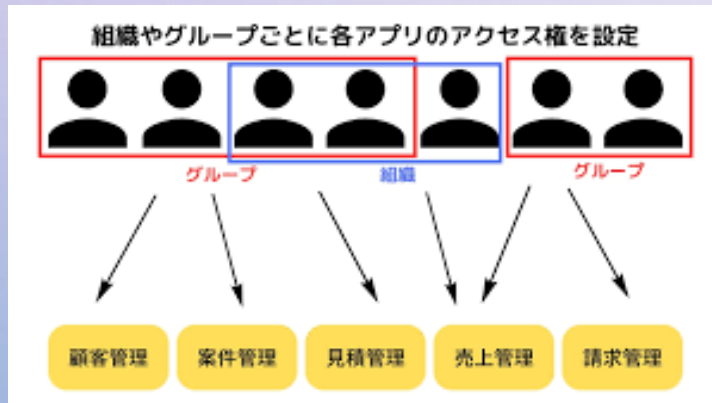 組織やグループごとに各アプリのアクセス権を設定
グループ
組織
グループ
顧客管理
案件管理
見積管理
売上管理
請求管理